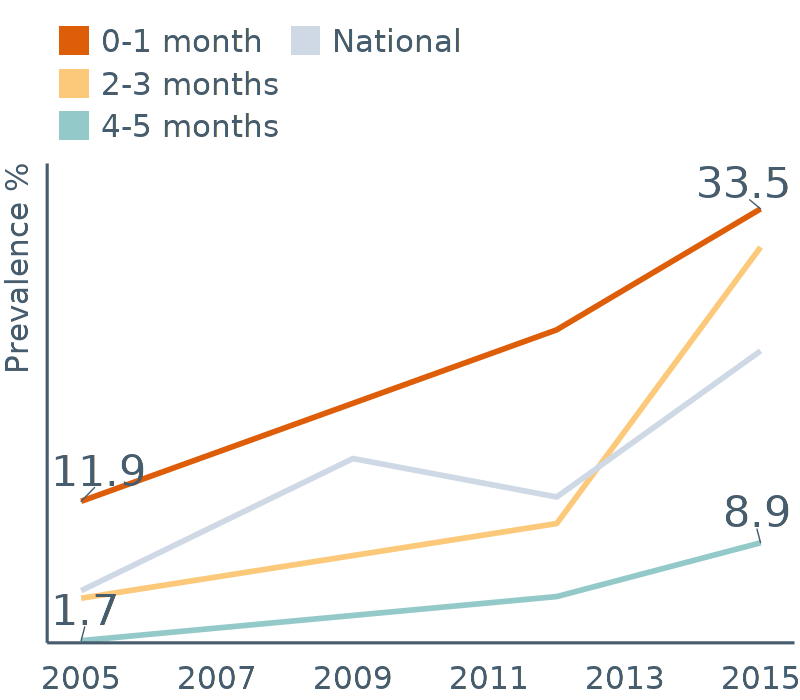 0-1 month
National
2-3 months
4-5 months
Prevalence %
33.5
11.9
8.9
1.7
2005 2007 2009 2011 2013 2015